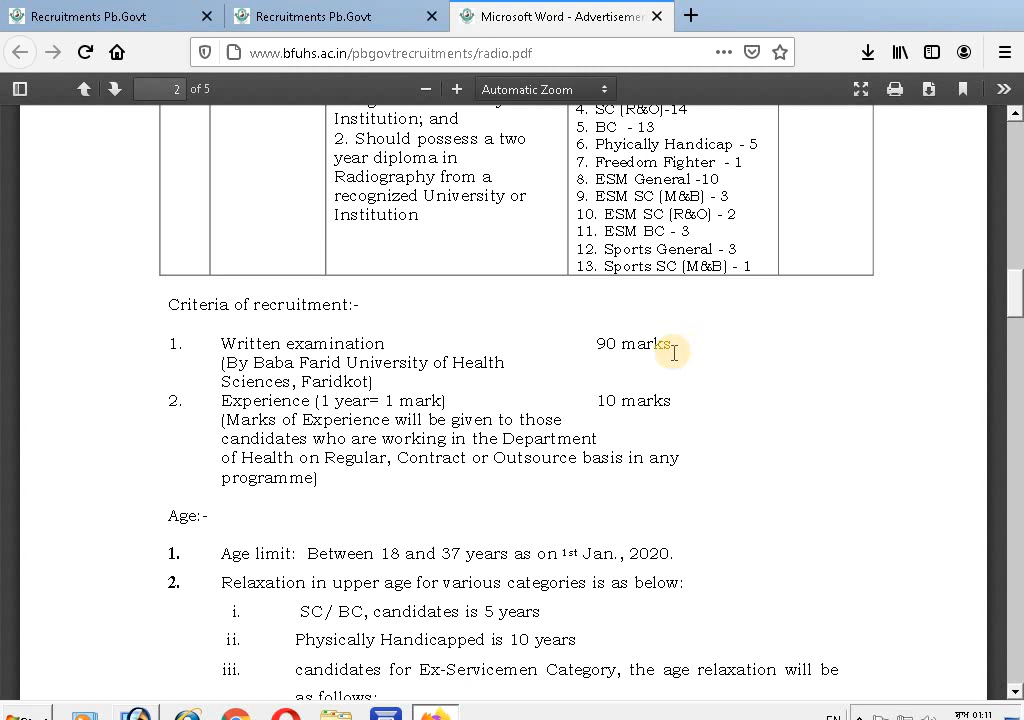 Recruitments Pb.Govt
Recruitments Pb.Govt
Microsoft Word - Advertisemen
www.bfuhs.ac.in/pbgovtrecruitments/radio.pdf
2 of 5
Automatic Zoom
Institution; and
2. Should possess a two
year diploma in
Radiography from a
recognized University or
Institution
4. SC (R&O)-14
5. BC - 13
6. Phyically Handicap - 5
7. Freedom Fighter - 1
8. ESM General -10
9. ESM SC (M&B) - 3
10. ESM SC (R&O) - 2
11. ESM BC - 3
12. Sports General - 3
13. Sports SC (M&B) - 1
Criteria of recruitment:-
1. Written examination 90 marks
(By Baba Farid University of Health
Sciences, Faridkot)
2. Experience (1 year= 1 mark) 10 marks
(Marks of Experience will be given to those
candidates who are working in the Department
of Health on Regular, Contract or Outsource basis in any
programme)
Age:-
1. Age limit: Between 18 and 37 years as on 1st Jan., 2020.
2. Relaxation in upper age for various categories is as below:
i. SC/ BC, candidates is 5 years
ii. Physically Handicapped is 10 years
iii. candidates for Ex-Servicemen Category, the age relaxation will be
as follows:
EN
01:11